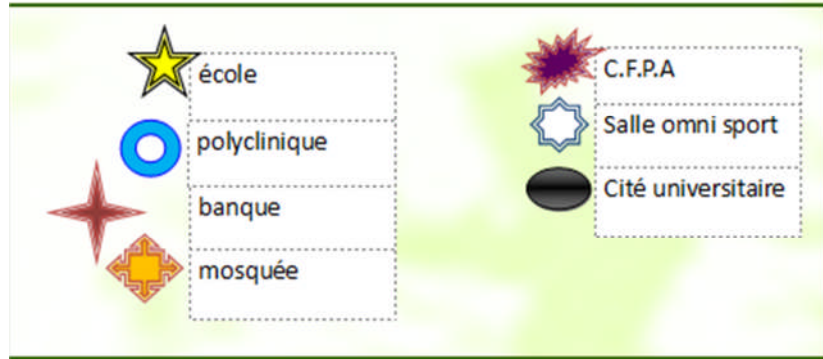 école
polyclinique
banque
mosquée
C.F.P.A
Salle omni sport
Cité universitaire